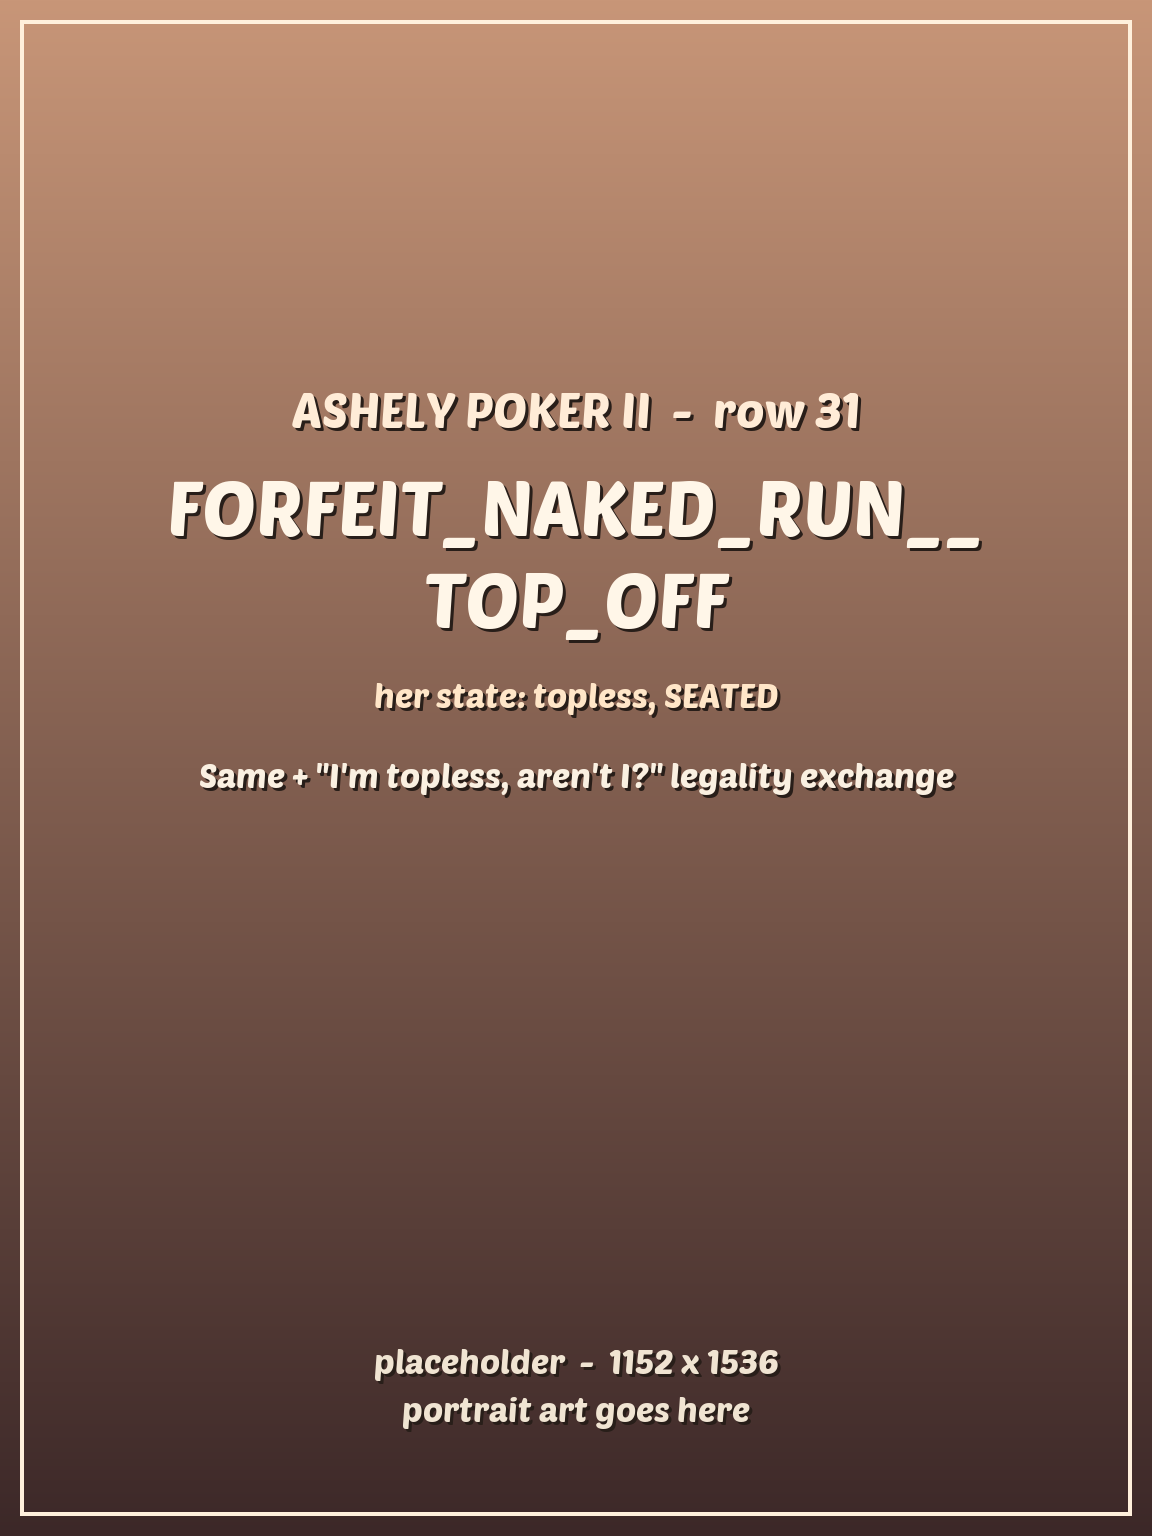 ASHELY POKER II - row 31
FORFEIT_NAKED_RUN__
TOP_OFF
her state: topless, SEATED
Same + "I'm topless, aren't I?" legality exchange
placeholder - 1152 x 1536
portrait art goes here